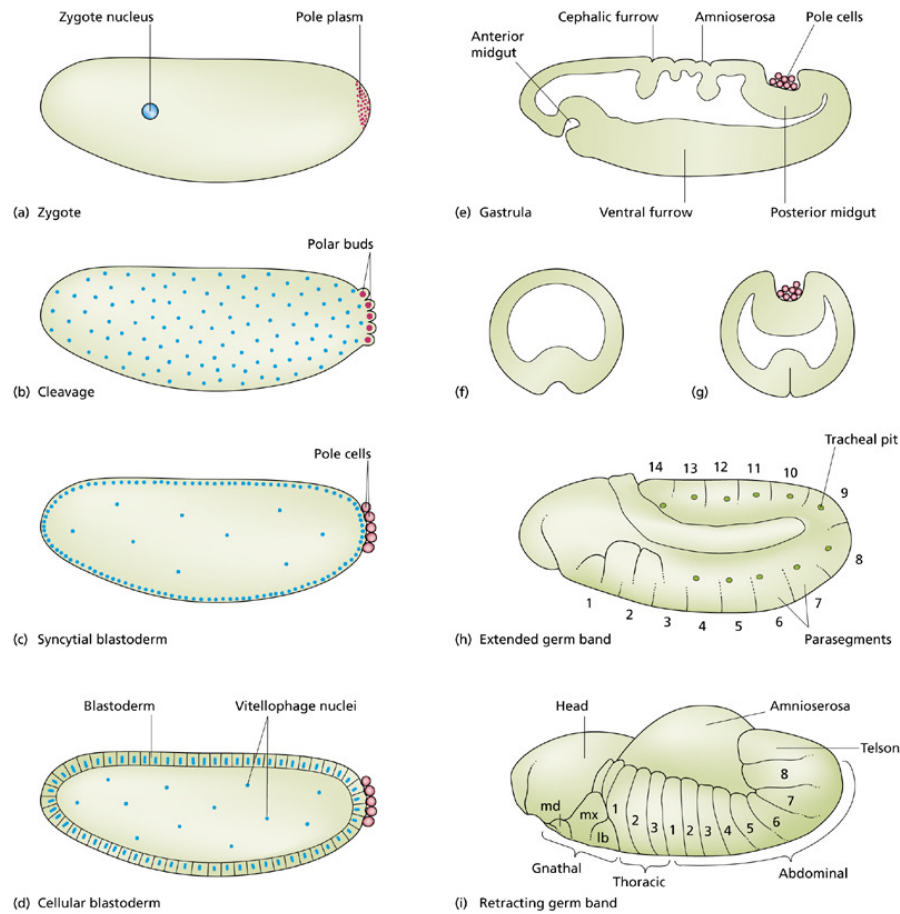 Zygote nucleus
Pole plasm
(a) Zygote
Polar buds
(b) Cleavage
Pole cells
(c) Syncytial blastoderm
Blastoderm
Vitellophage nuclei
(d) Cellular blastoderm
Cephalic furrow
Amnioserosa
Pole cells
Anterior
midgut
(e) Gastrula
Ventral furrow
Posterior midgut
(f)
(g)
Tracheal pit
14
13
12
11
10
9
8
1
2
3
4
5
6
7
(h) Extended germ band
Parasegments
Head
Amnioserosa
Telson
8
7
6
md
mx
lb
1
2
3
1
2
3
4
5
Gnathal
Thoracic
Abdominal
(i) Retracting germ band